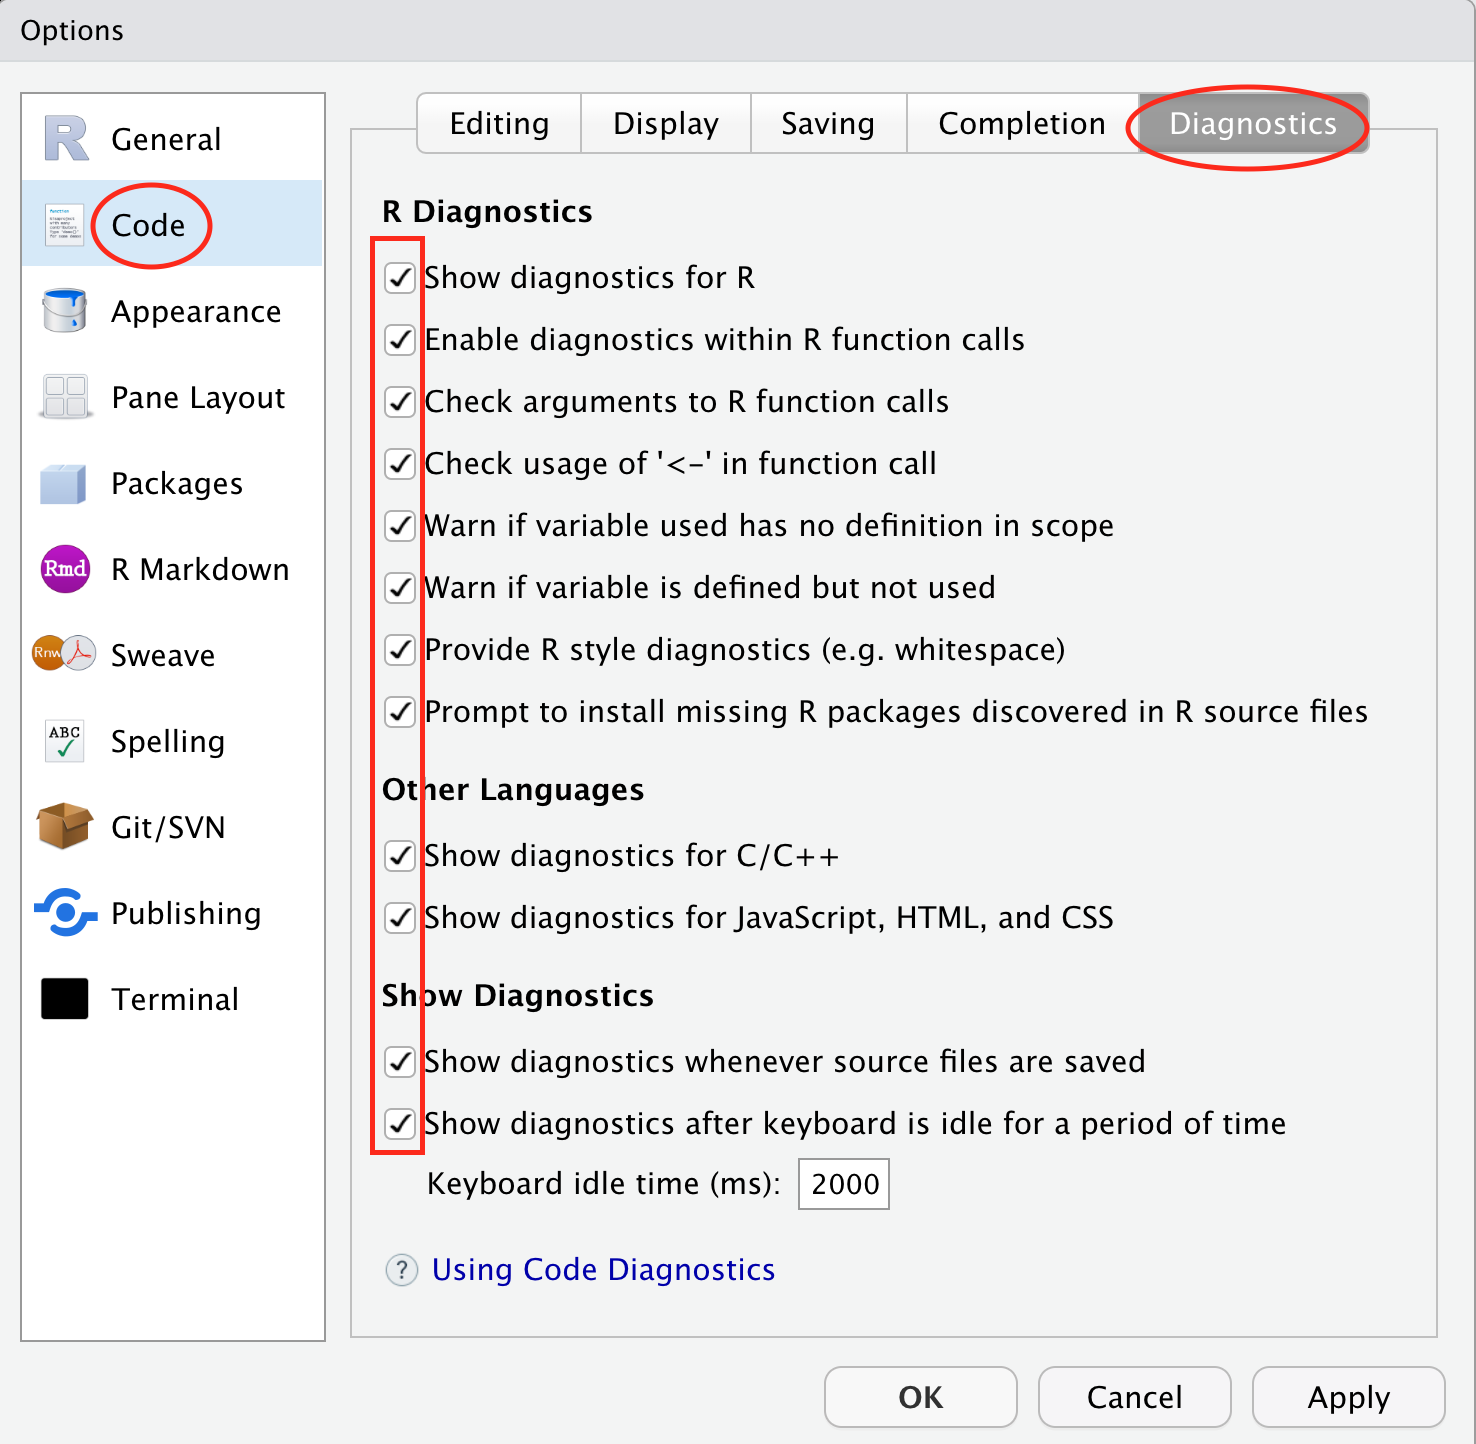 Options
General
Code
Appearance
Pane Layout
Packages
Rmd
R Markdown
Rnw
Sweave
ABC
Spelling
Git/SVN
Publishing
Terminal
Editing
Display
Saving
Completion
Diagnostics
R Diagnostics
Show diagnostics for R
Enable diagnostics within R function calls
Check arguments to R function calls
Check usage of '<-' in function call
Warn if variable used has no definition in scope
Warn if variable is defined but not used
Provide R style diagnostics (e.g. whitespace)
Prompt to install missing R packages discovered in R source files
Other Languages
Show diagnostics for C/C++
Show diagnostics for JavaScript, HTML, and CSS
Show Diagnostics
Show diagnostics whenever source files are saved
Show diagnostics after keyboard is idle for a period of time
Keyboard idle time (ms): 2000
? Using Code Diagnostics
OK
Cancel
Apply